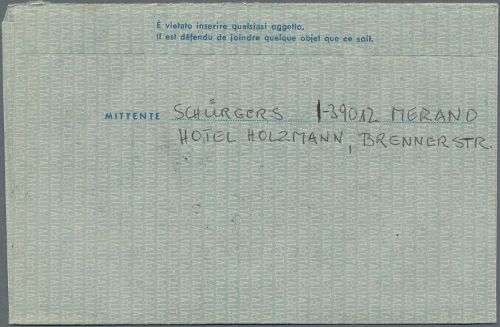 È vietato inserire qualsiasi oggetto.
Il est défendu de joindre quelque objet que ce soit.
MITTENTE SCHÜRGERS I-39012 MERANO
HOTEL HOLZMANN, BRENNERSTR.